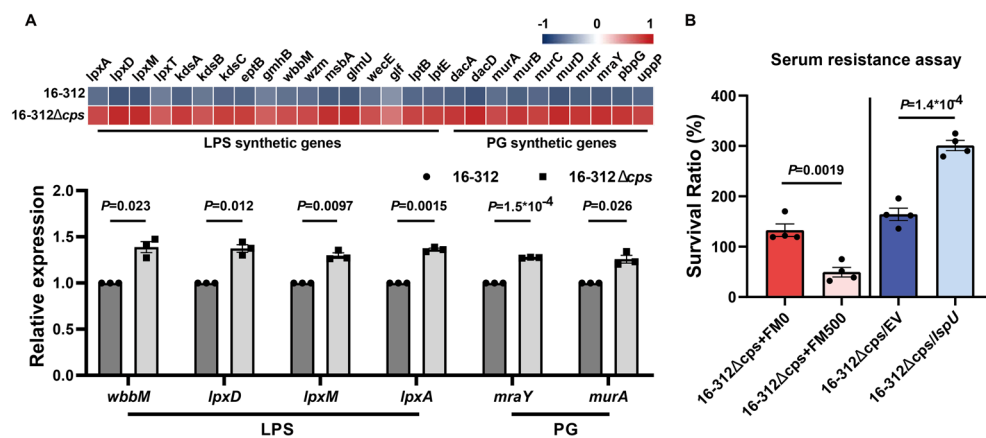 A
-1 0 1
lpxA lpxD lpxM lpxT kdsA kdsB kdsC eptB gmhB wbbM wzm msbA glmU wecE glf lptB lptE dacA dacD murA murB murC murD murF mraY pbpG uppP
16-312
16-312Δcps
LPS synthetic genes PG synthetic genes
16-312 16-312Δcps
Relative expression
2.0
1.5
1.0
0.5
0.0
P=0.023 P=0.012 P=0.0097 P=0.0015 P=1.5*10-4 P=0.026
wbbM lpxD lpxM lpxA mraY murA
LPS PG
B
Serum resistance assay
Survival Ratio (%)
400
300
200
100
0
P=0.0019
P=1.4*10-4
16-312Δcps+FM0
16-312Δcps+FM500
16-312Δcps/EV
16-312Δcps/lspU